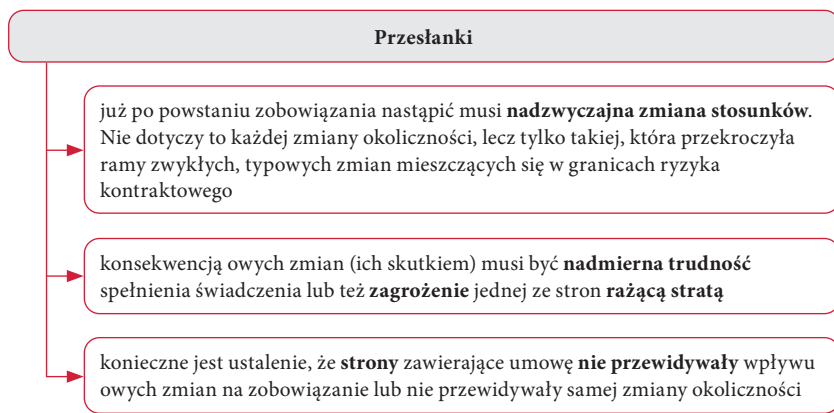 Przesłanki
już po powstaniu zobowiązania nastąpić musi nadzwyczajna zmiana stosunków.
Nie dotyczy to każdej zmiany okoliczności, lecz tylko takiej, która przekroczyła
ramy zwykłych, typowych zmian mieszczących się w granicach ryzyka
kontraktowego
konsekwencją owych zmian (ich skutkiem) musi być nadmierna trudność
spełnienia świadczenia lub też zagrożenie jednej ze stron rażącą stratą
konieczne jest ustalenie, że strony zawierające umowę nie przewidywały wpływu
owych zmian na zobowiązanie lub nie przewidywały samej zmiany okoliczności